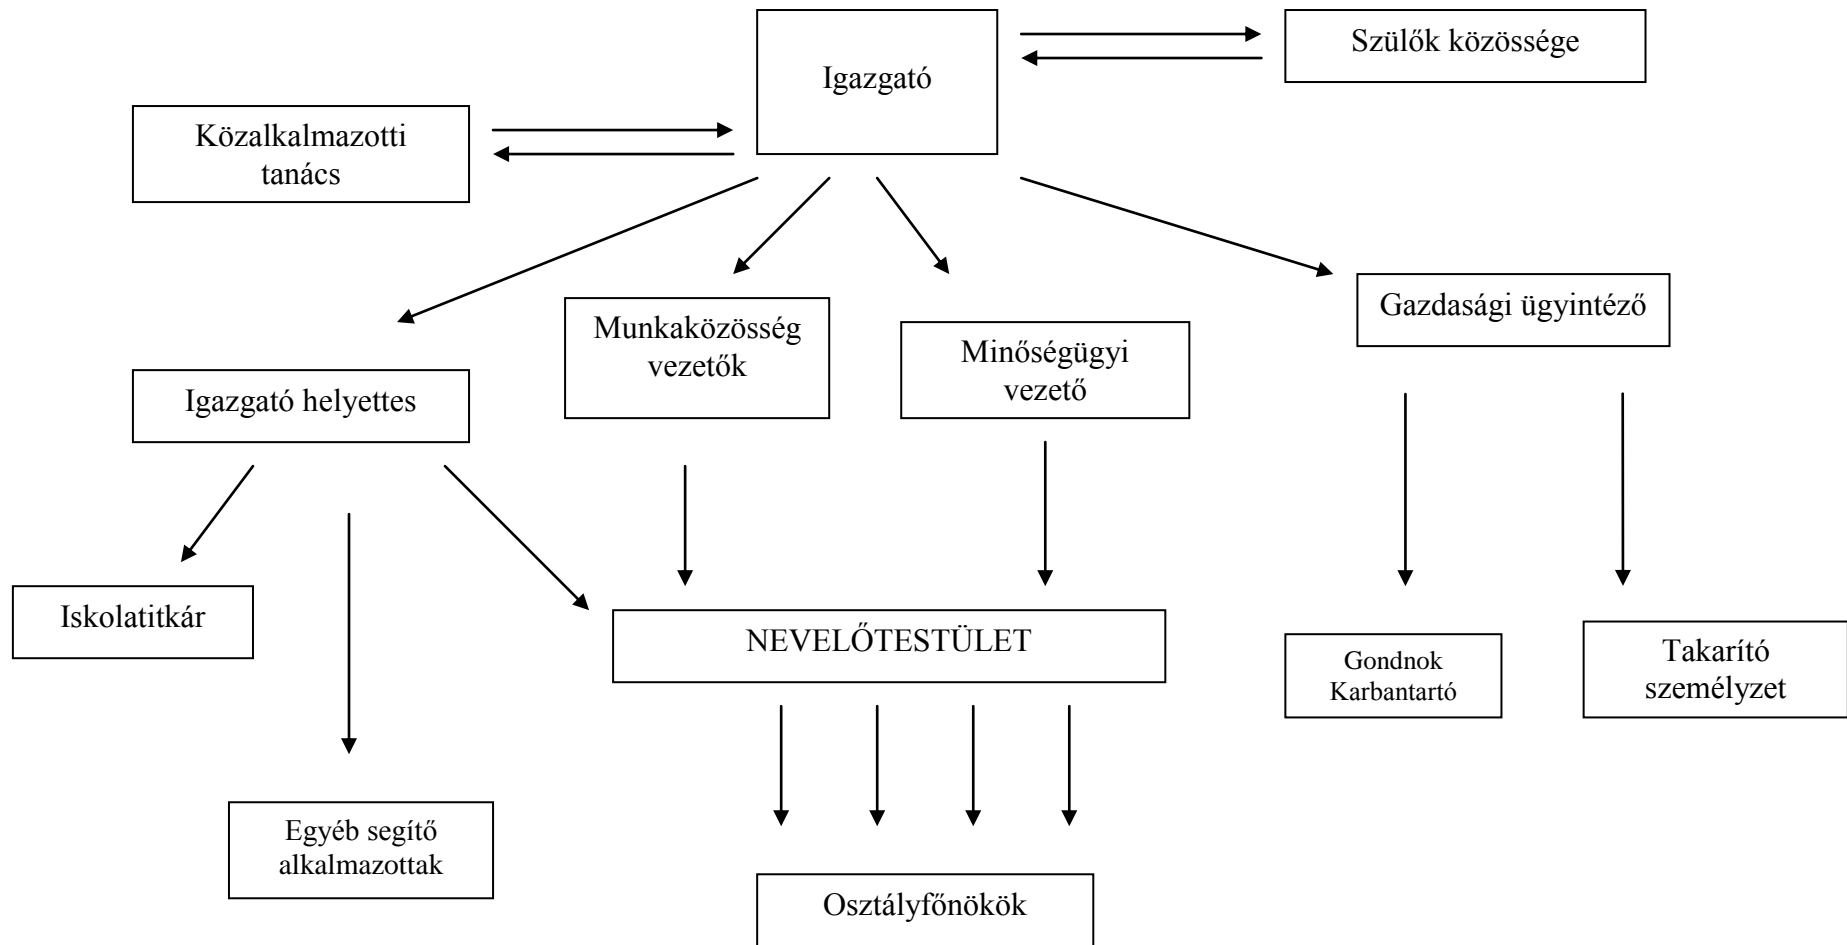 Igazgató
Szülők közössége
Közalkalmazotti
tanács
Munkaközösség
vezetők
Minőségügyi
vezető
Gazdasági ügyintéző
Igazgató helyettes
Iskolatitkár
NEVELŐTESTÜLET
Gondnok
Karbantartó
Takarító
személyzet
Egyéb segítő
alkalmazottak
Osztályfőnökök